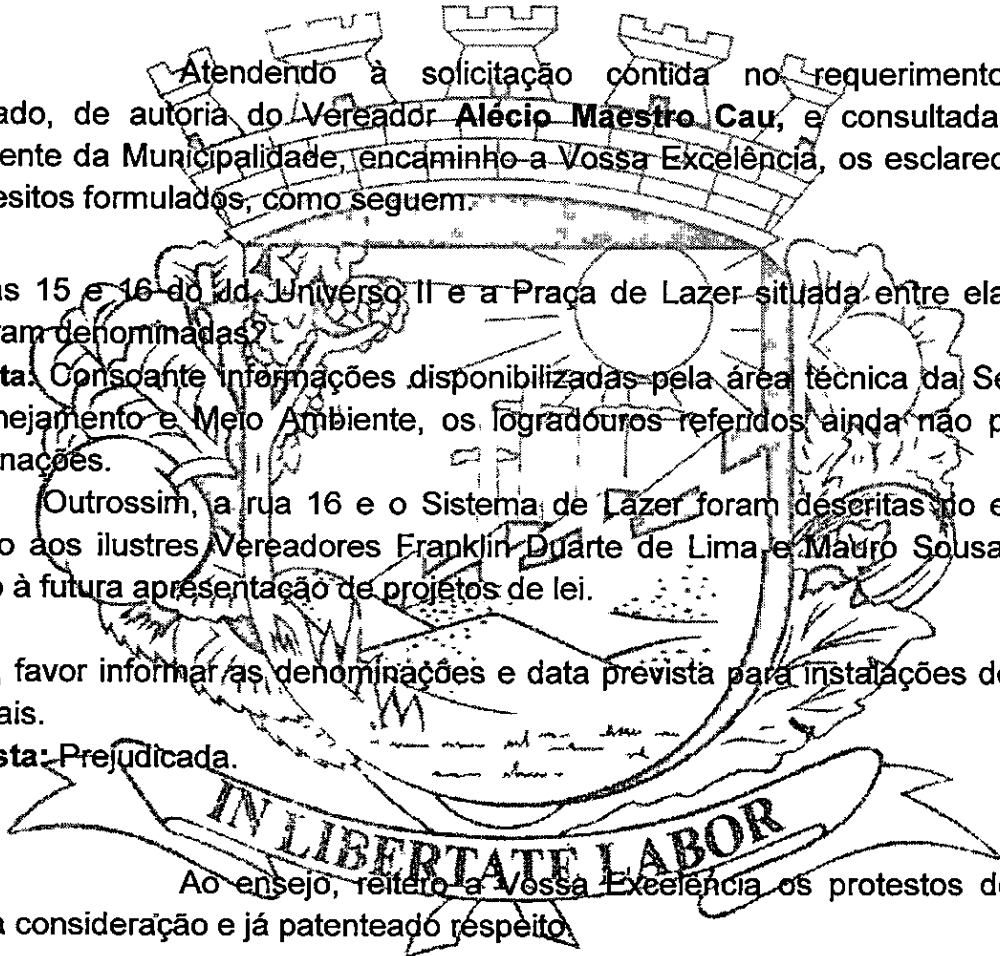 Atendendo à solicitação contida no requerimento
ado, de autoria do Vereador Alécio Maestro Cau, e consultada
ente da Municipalidade, encaminho a Vossa Excelência, os esclarec
esitos formulados, como seguem.
as 15 e 16 do Jd. Universo II e a Praça de Lazer situada entre ela
ram denominadas?
ta: Consoante informações disponibilizadas pela área técnica da Se
nejamento e Meio Ambiente, os logradouros referidos ainda não p
nações.
Outrossim, a rua 16 e o Sistema de Lazer foram descritas no e
o aos ilustres Vereadores Franklin Duarte de Lima e Mauro Sousa
o à futura apresentação de projetos de lei.
, favor informar as denominações e data prevista para instalações de
ais.
sta: Prejudicada.
IN LIBERTATE LABOR
Ao ensejo, reitero a Vossa Excelência os protestos de
a consideração e já patenteado respeito.